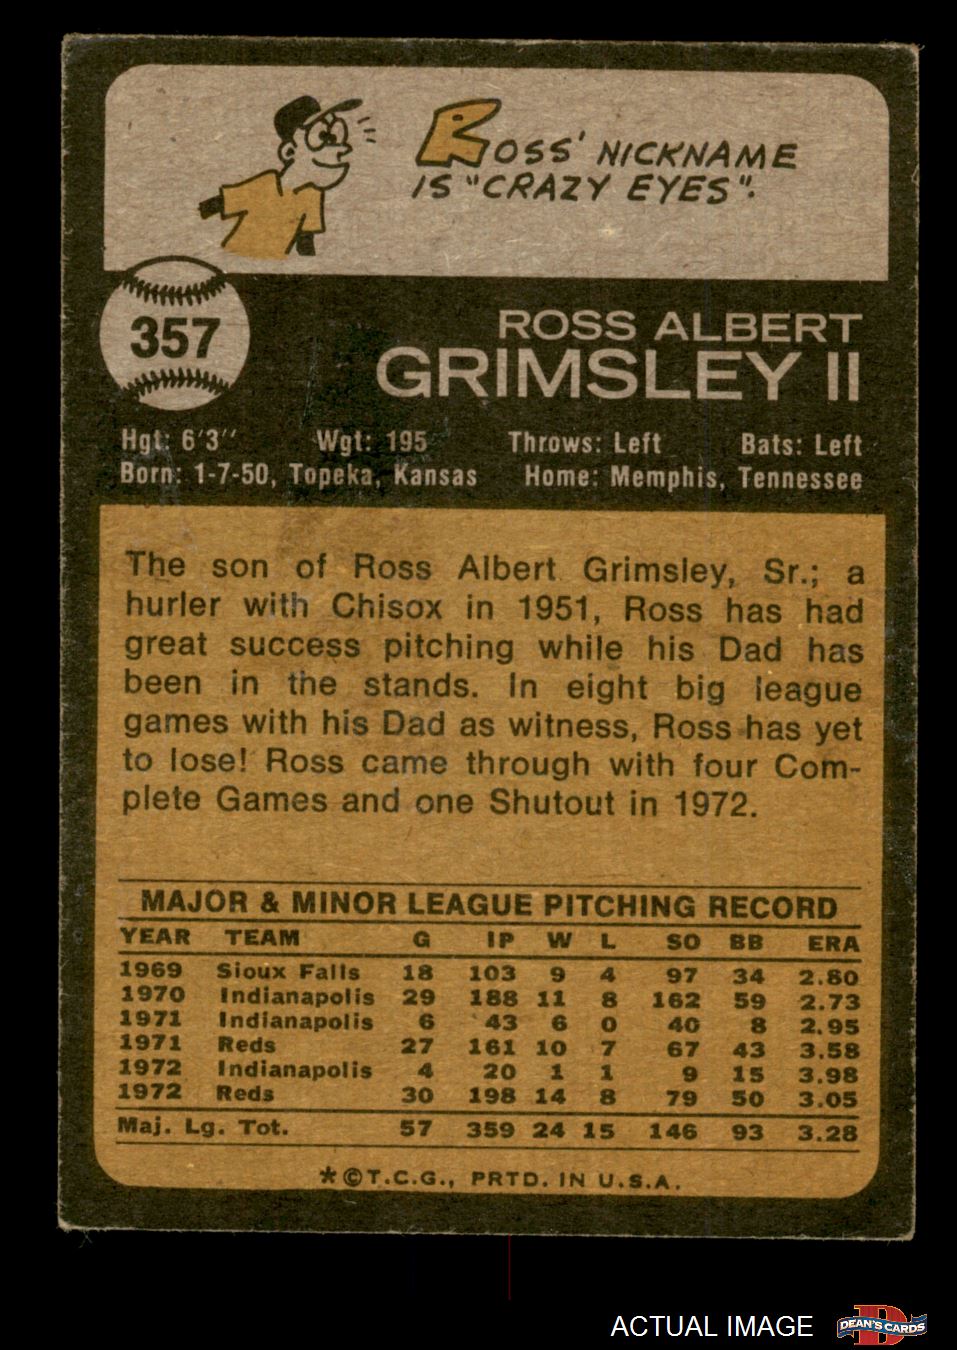 ROSS' NICKNAME
IS "CRAZY EYES".
357
ROSS ALBERT
GRIMSLEY II
Hgt: 6'3'' Wgt: 195 Throws: Left Bats: Left
Born: 1-7-50, Topeka, Kansas Home: Memphis, Tennessee
The son of Ross Albert Grimsley, Sr.; a
hurler with Chisox in 1951, Ross has had
great success pitching while his Dad has
been in the stands. In eight big league
games with his Dad as witness, Ross has yet
to lose! Ross came through with four Com-
plete Games and one Shutout in 1972.
MAJOR & MINOR LEAGUE PITCHING RECORD
YEAR TEAM G IP W L SO BB ERA
1969 Sioux Falls 18 103 9 4 97 34 2.80
1970 Indianapolis 29 188 11 8 162 59 2.73
1971 Indianapolis 6 43 6 0 40 8 2.95
1971 Reds 27 161 10 7 67 43 3.58
1972 Indianapolis 4 20 1 1 9 15 3.98
1972 Reds 30 198 14 8 79 50 3.05
Maj. Lg. Tot. 57 359 24 15 146 93 3.28
*©T.C.G., PRTD. IN U.S.A.
ACTUAL IMAGE
D
DEAN'S CARDS